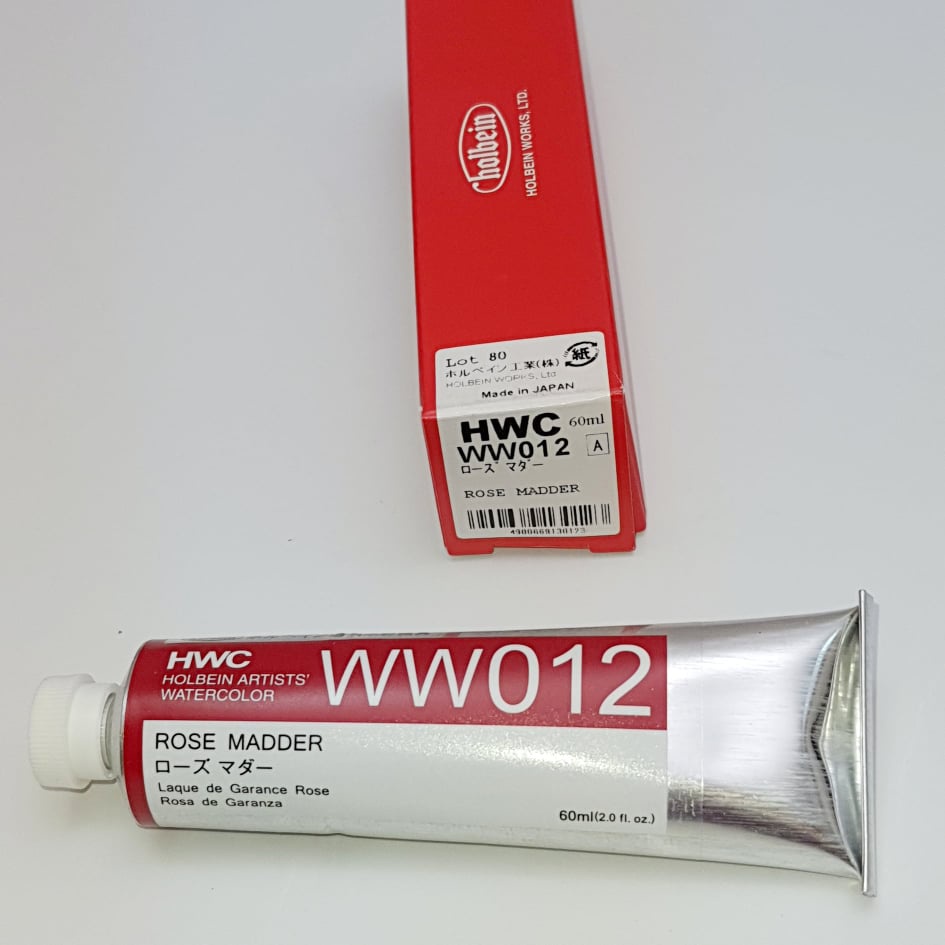 holbein
HOLBEIN WORKS, LTD.
Lot 80
ホルベイン工業(株)
紙
HOLBEIN WORKS, Ltd
Made in JAPAN
HWC 60ml
WW012 A
ローズ マダー
ROSE MADDER
4900669130123
HWC
HOLBEIN ARTISTS'
WATERCOLOR
WW012
ROSE MADDER
ローズ マダー
Laque de Garance Rose
Rosa de Garanza
60ml(2.0 fl. oz.)